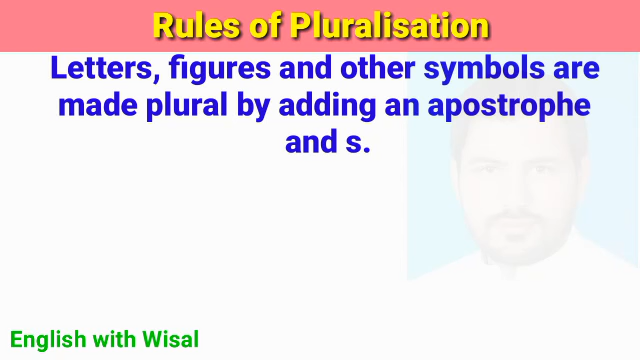 Rules of Pluralisation
Letters, figures and other symbols are
made plural by adding an apostrophe
and s.
English with Wisal